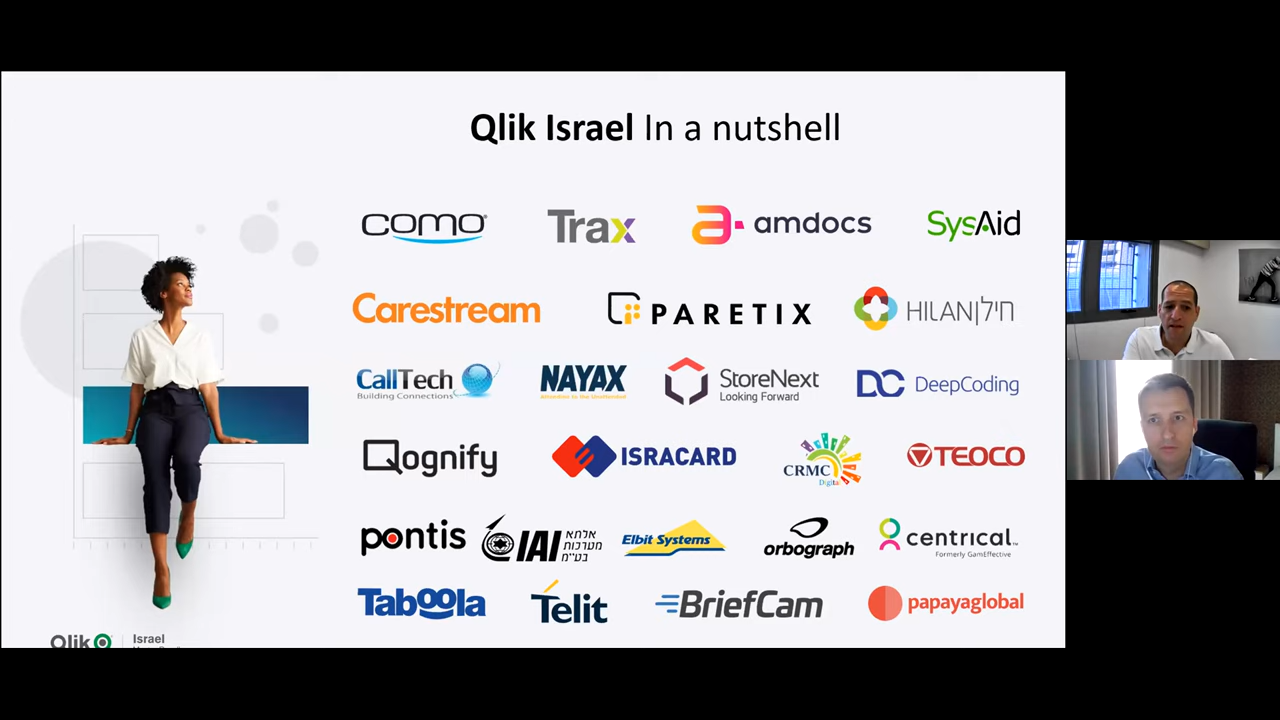 Qlik Israel In a nutshell
como
Trax
amdocs
SysAid
Carestream
PARETIX
HILAN|חילן
CallTech
Building Connections
NAYAX
Attention to the Unattended
StoreNext
Looking Forward
DC DeepCoding
Qognify
ISRACARD
CRMC
Digital
TEOCO
pontis
IAI
אלתא
מערכות
בע"מ
Elbit Systems
orbograph
centrical™
Formerly GamEffective
Taboola
Telit
BriefCam
papayaglobal
Qlik
Israel